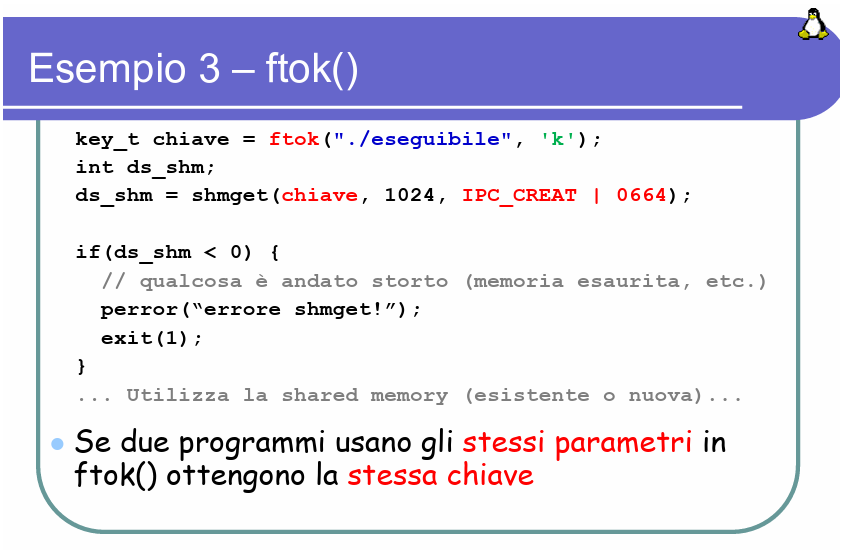 Esempio 3 – ftok()
key_t chiave = ftok("./eseguibile", 'k');
int ds_shm;
ds_shm = shmget(chiave, 1024, IPC_CREAT | 0664);
if(ds_shm < 0) {
// qualcosa è andato storto (memoria esaurita, etc.)
perror(“errore shmget!”);
exit(1);
}
... Utilizza la shared memory (esistente o nuova)...
Se due programmi usano gli stessi parametri in
ftok() ottengono la stessa chiave